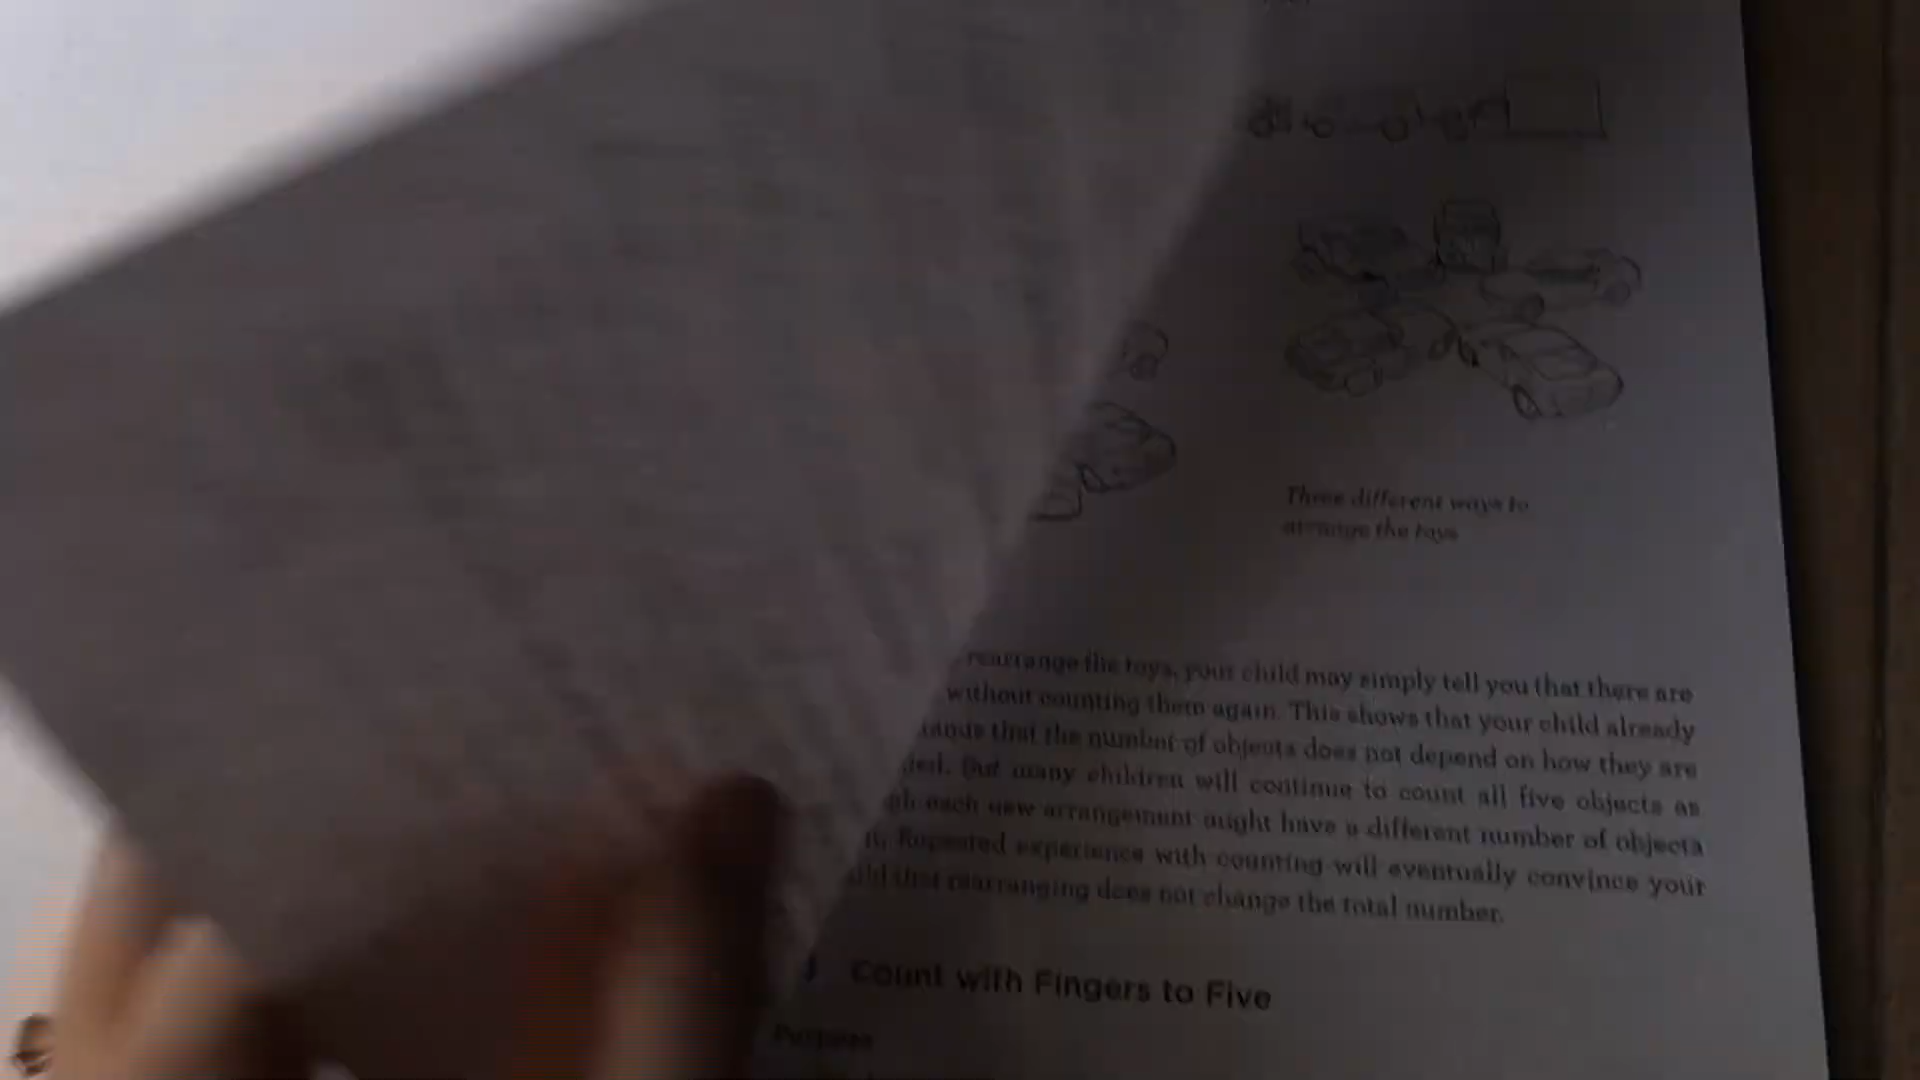 Three different ways to
arrange the toys
rearrange the toys, your child may simply tell you that there are
without counting them again. This shows that your child already
that the number of objects does not depend on how they are
But many children will continue to count all five objects as
each new arrangement might have a different number of objects
Repeated experience with counting will eventually convince your
that rearranging does not change the total number.
Count with Fingers to Five
Purpose